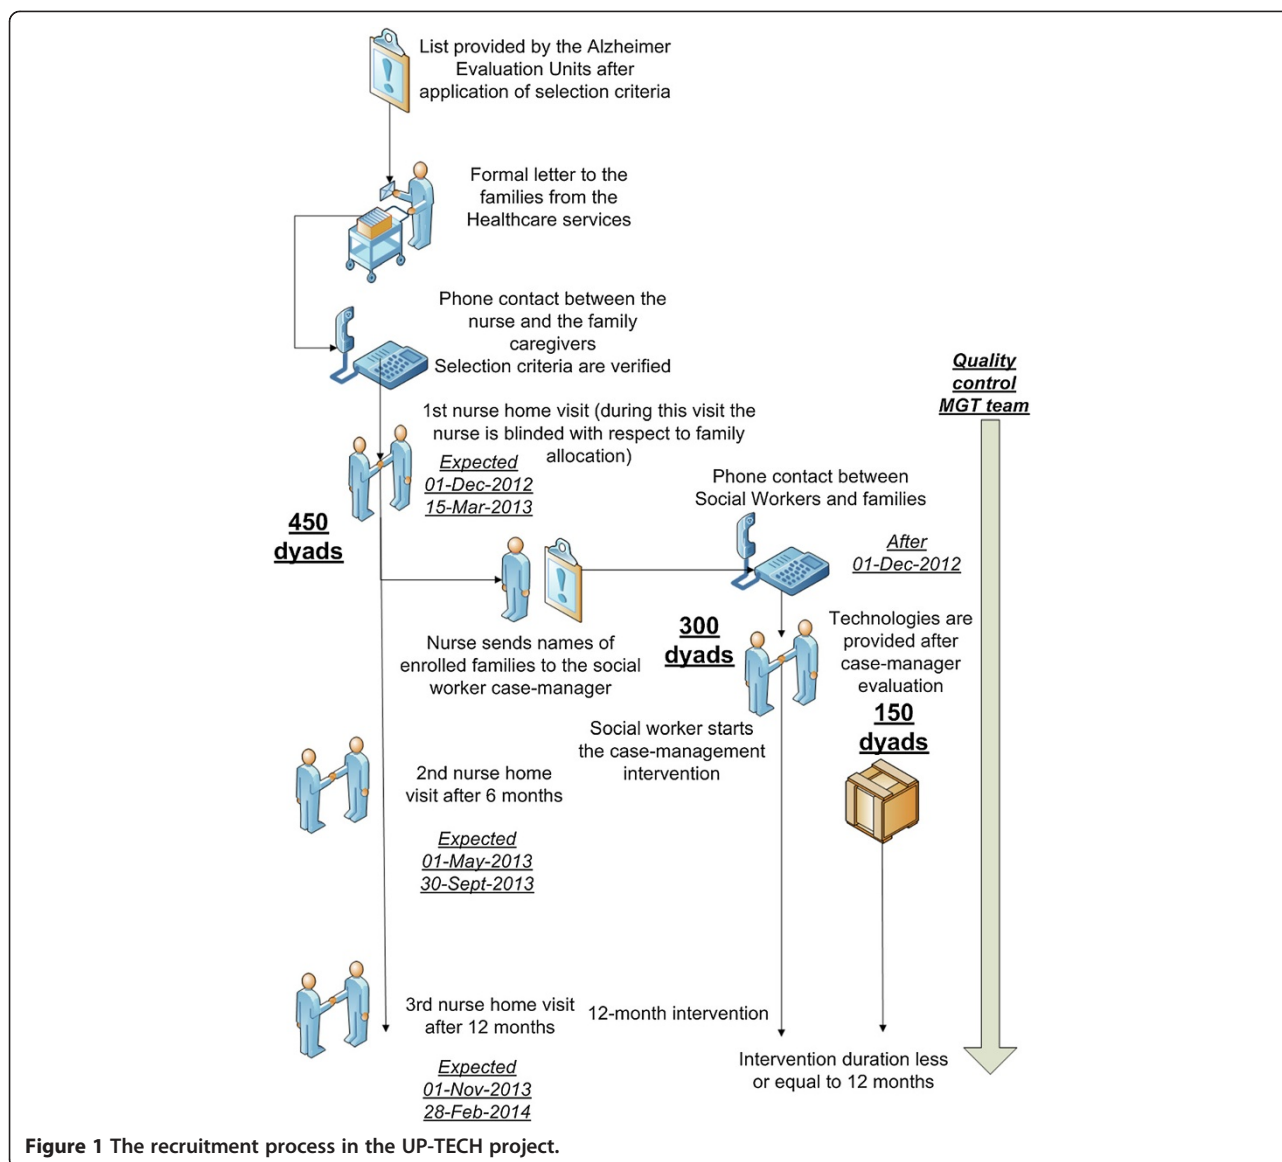 List provided by the Alzheimer
Evaluation Units after
application of selection criteria
Formal letter to the
families from the
Healthcare services
Phone contact between the
nurse and the family
caregivers
Selection criteria are verified
Quality
control
MGT team
1st nurse home visit (during this visit the
nurse is blinded with respect to family
allocation)
Expected
01-Dec-2012
15-Mar-2013
450
dyads
Phone contact between
Social Workers and families
After
01-Dec-2012
Nurse sends names of
enrolled families to the social
worker case-manager
300
dyads
Technologies are
provided after
case-manager
evaluation
150
dyads
Social worker starts
the case-management
intervention
2nd nurse home
visit after 6 months
Expected
01-May-2013
30-Sept-2013
3rd nurse home visit
after 12 months
12-month intervention
Intervention duration less
or equal to 12 months
Expected
01-Nov-2013
28-Feb-2014
Figure 1 The recruitment process in the UP-TECH project.